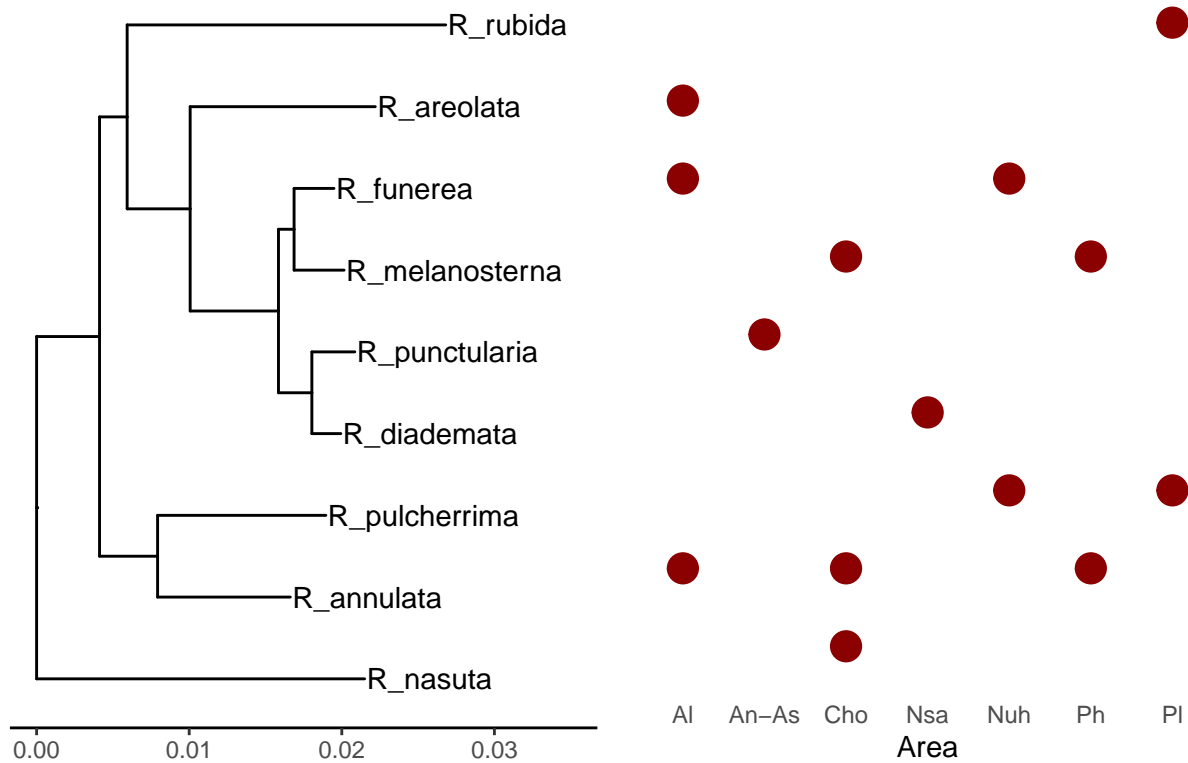 R_rubida
R_areolata
R_funerea
R_melanosterna
R_punctularia
R_diademata
R_pulcherrima
R_annulata
R_nasuta
0.00 0.01 0.02 0.03
Al An−As Cho Nsa Nuh Ph Pl
Area